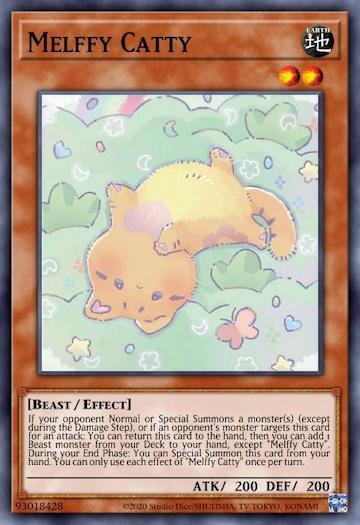 Melffy Catty
EARTH
地
[Beast / Effect]
If your opponent Normal or Special Summons a monster(s) (except
during the Damage Step), or if an opponent's monster targets this card
for an attack: You can return this card to the hand, then you can add 1
Beast monster from your Deck to your hand, except "Melffy Catty".
During your End Phase: You can Special Summon this card from your
hand. You can only use each effect of "Melffy Catty" once per turn.
ATK/ 200 DEF/ 200
93018428
©2020 Studio Dice/SHUEISHA, TV TOKYO, KONAMI